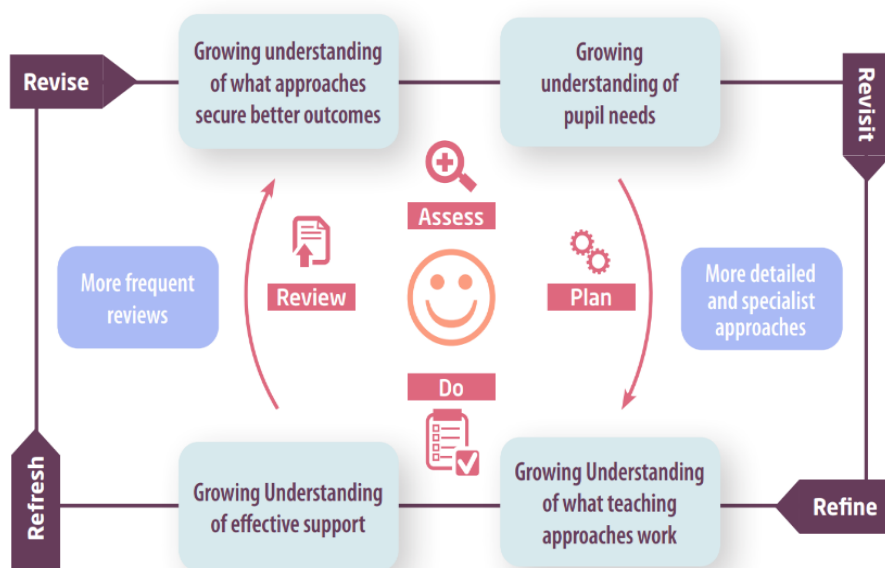 Revise
Growing understanding
of what approaches
secure better outcomes
Growing
understanding of
pupil needs
Revisit
Assess
More frequent
reviews
Review
Plan
More detailed
and specialist
approaches
Do
Refresh
Growing Understanding
of effective support
Growing Understanding
of what teaching
approaches work
Refine